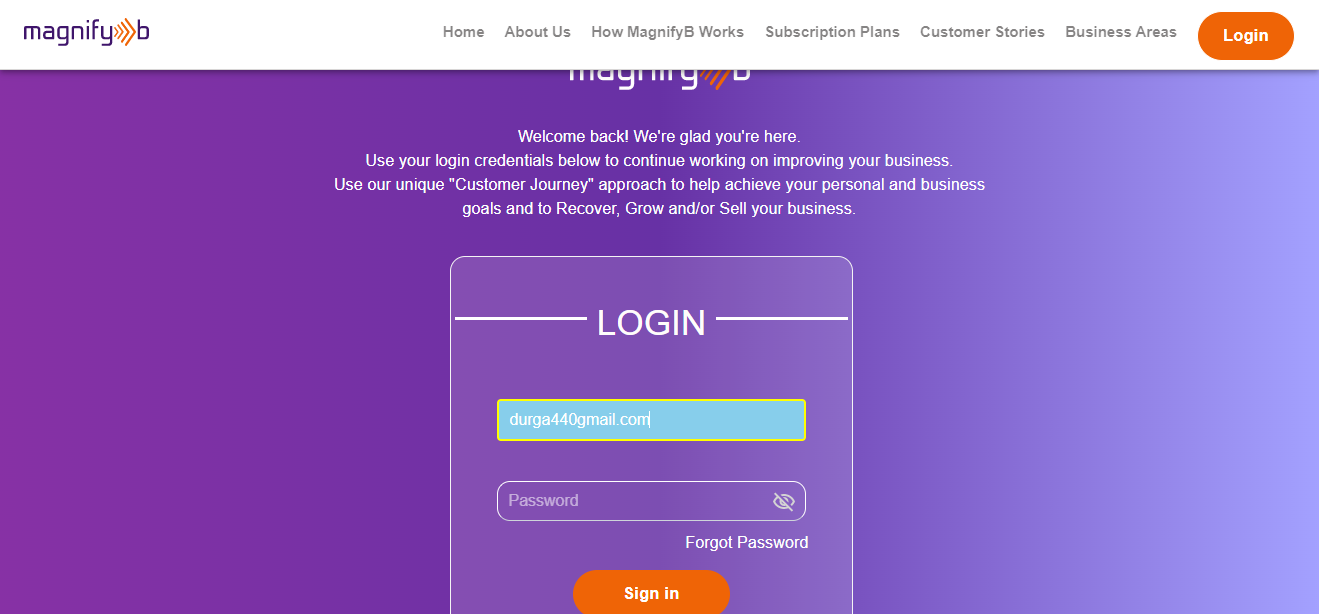 magnifyb
Home About Us How MagnifyB Works Subscription Plans Customer Stories Business Areas Login
magnifyb
Welcome back! We're glad you're here.
Use your login credentials below to continue working on improving your business.
Use our unique "Customer Journey" approach to help achieve your personal and business
goals and to Recover, Grow and/or Sell your business.
LOGIN
durga440gmail.com
Password
Forgot Password
Sign in